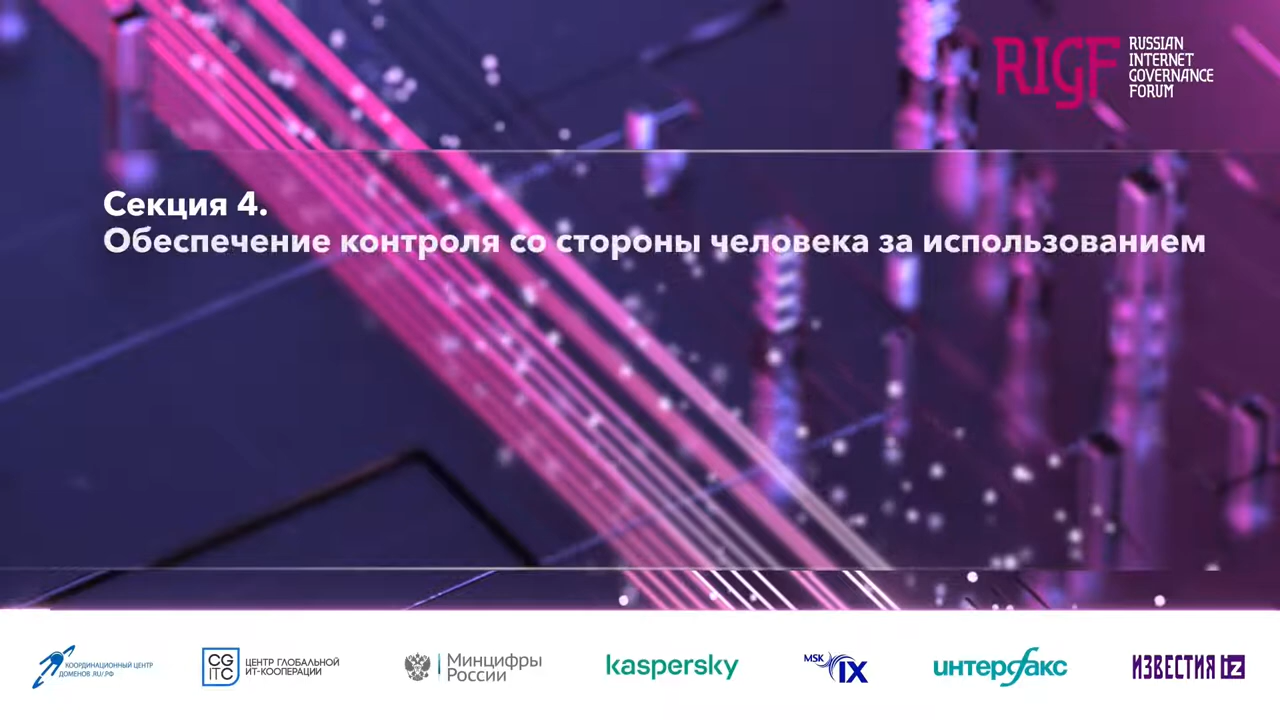 RIGF
RUSSIAN
INTERNET
GOVERNANCE
FORUM
Секция 4.
Обеспечение контроля со стороны человека за использованием
КООРДИНАЦИОННЫЙ ЦЕНТР
ДОМЕНОВ .RU/.РФ
CG
ITC
ЦЕНТР ГЛОБАЛЬНОЙ
ИТ-КООПЕРАЦИИ
Минцифры
России
kaspersky
MSK
IX
интерфакс
ИЗВЕСТИЯ iz